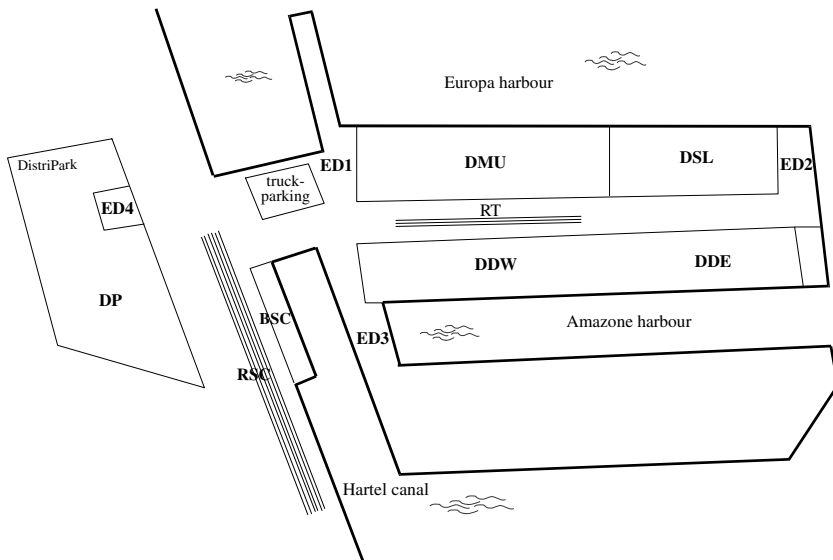 Europa harbour
DistriPark
ED1
DMU
DSL
ED2
truck-
parking
ED4
RT
DDW
DDE
DP
BSC
Amazone harbour
ED3
RSC
Hartel canal